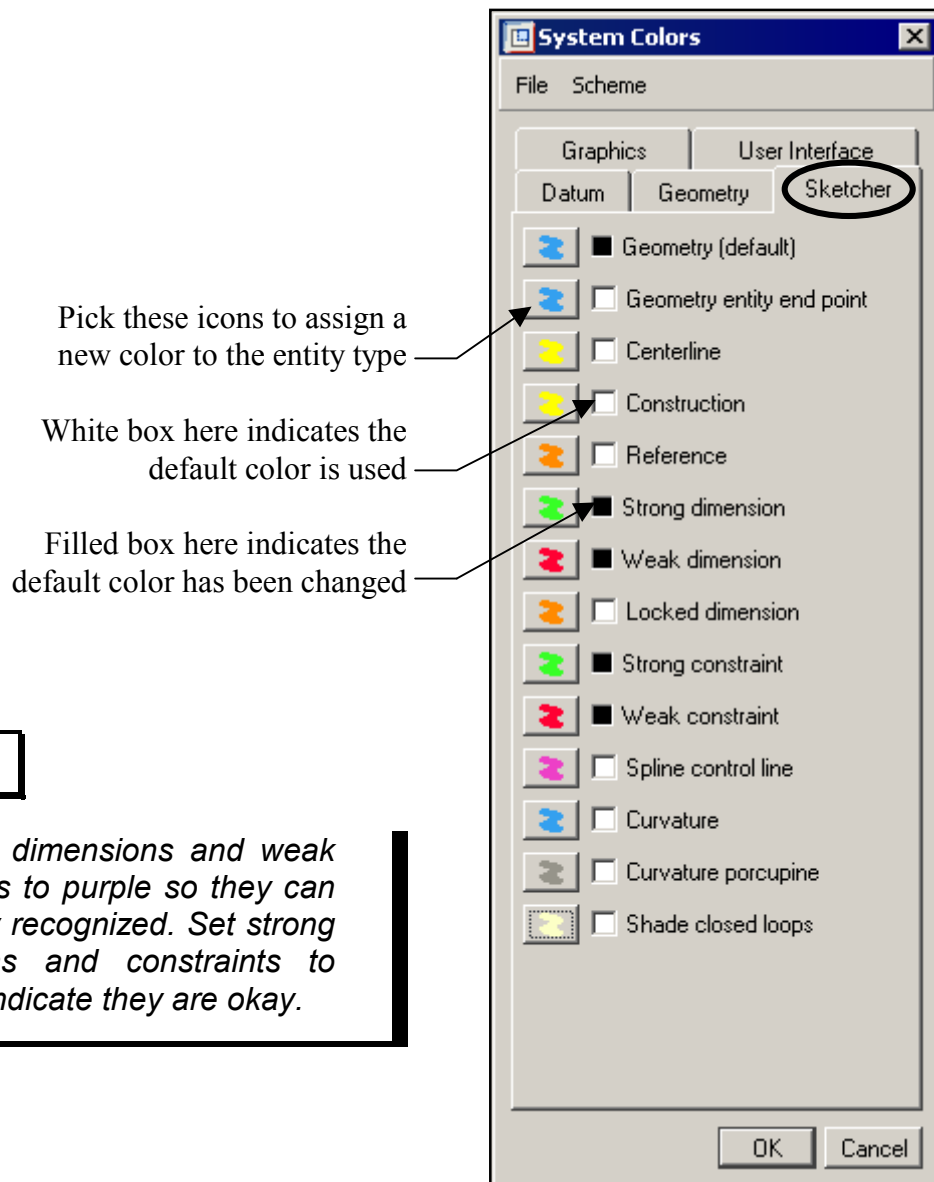 System Colors
File Scheme
Graphics User Interface
Datum Geometry Sketcher
Geometry (default)
Geometry entity end point
Centerline
Construction
Reference
Strong dimension
Weak dimension
Locked dimension
Strong constraint
Weak constraint
Spline control line
Curvature
Curvature porcupine
Shade closed loops
OK Cancel
Pick these icons to assign a
new color to the entity type
White box here indicates the
default color is used
Filled box here indicates the
default color has been changed
dimensions and weak
s to purple so they can
recognized. Set strong
s and constraints to
ndicate they are okay.